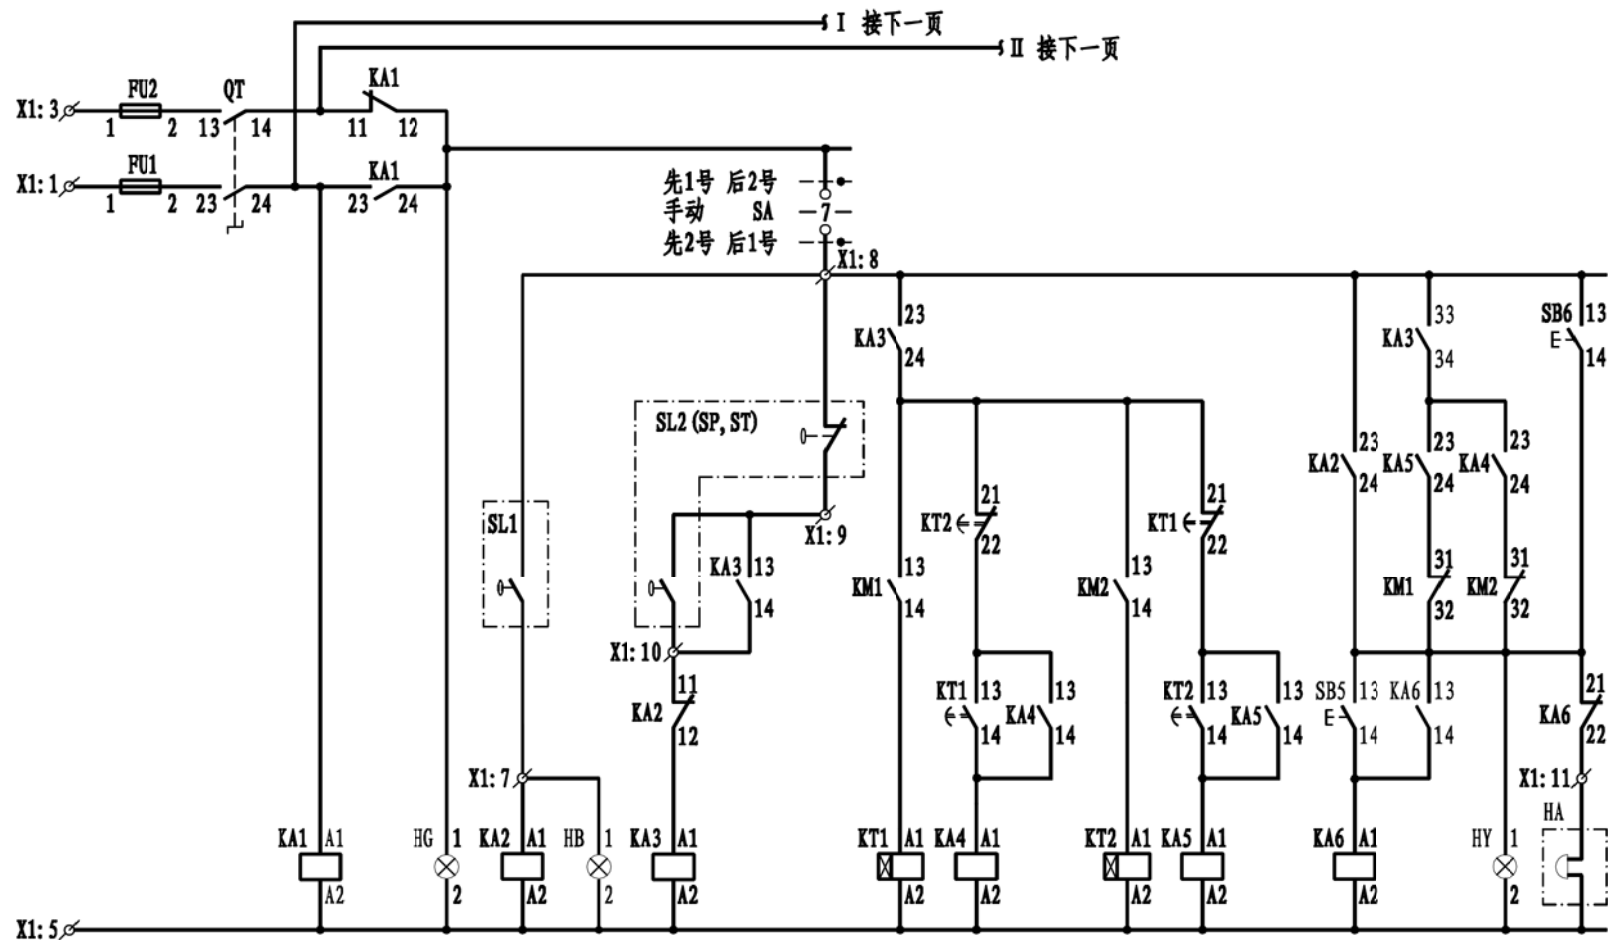 I 接下一页
II 接下一页
FU2 QT KA1
X1:3 1 2 13 14 11 12
FU1 KA1
X1:1 1 2 23 24 23 24
先1号 后2号
手动 SA 7
先2号 后1号
X1:8
23 33 SB6 13
KA3 KA3 E
24 34 14
SL2 (SP, ST)
23 23 23
KA2 KA5 KA4
24 24 24
21 21
SL1 KT2 KT1
X1:9 22 22
KA3 13 13 13 31 31
KM1 KM2 KM1 KM2
14 14 14 32 32
X1:10
11 KT1 13 13 KT2 13 13 SB5 13 KA6 13 21
KA2 KA4 KA5 E KA6
12 14 14 14 14 14 14 22
X1:7 X1:11
HA
KA1 A1 HG 1 KA2 A1 HB 1 KA3 A1 KT1 A1 KA4 A1 KT2 A1 KA5 A1 KA6 A1 HY 1
A2 2 A2 2 A2 A2 A2 A2 A2 A2 2
X1:5